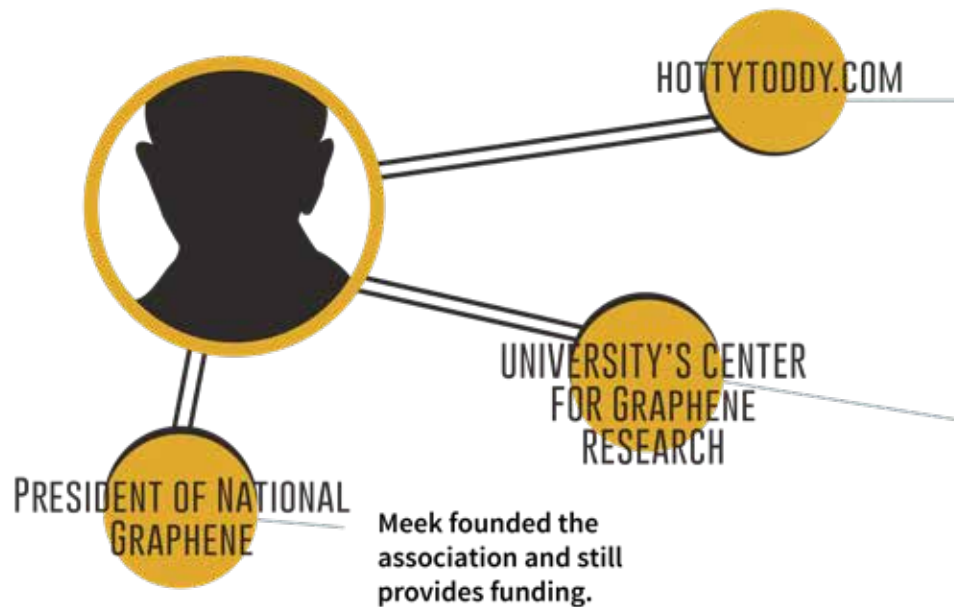 HOTTYTODDY.COM
UNIVERSITY'S CENTER
FOR GRAPHENE
RESEARCH
PRESIDENT OF NATIONAL
GRAPHENE
Meek founded the
association and still
provides funding.